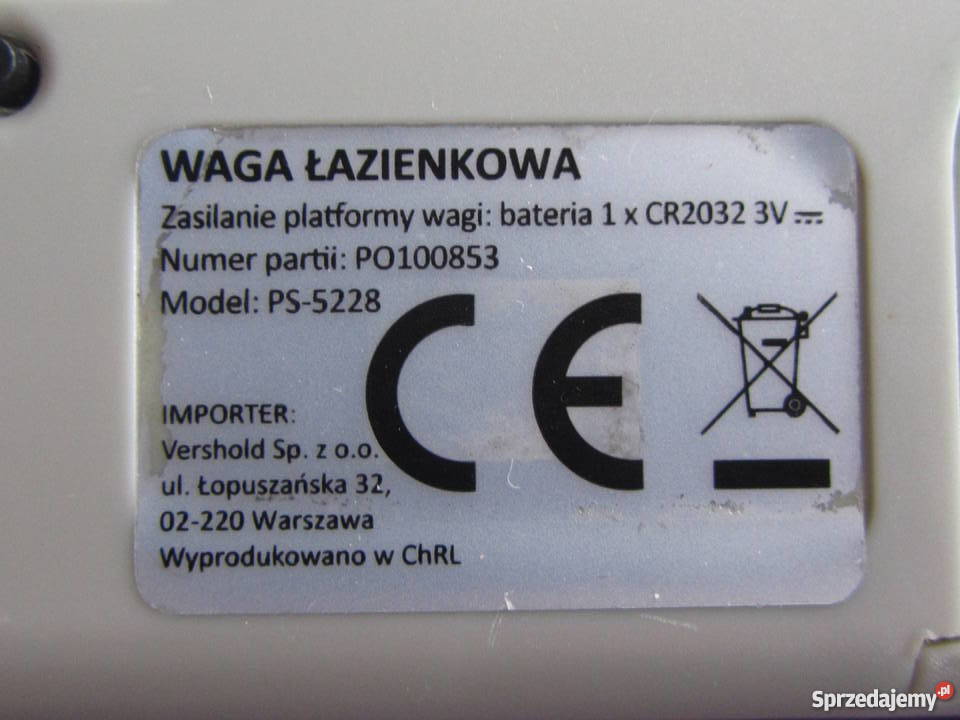 WAGA ŁAZIENKOWA
Zasilanie platformy wagi: bateria 1 x CR2032 3V ⎓
Numer partii: PO100853
Model: PS-5228
CE
IMPORTER:
Vershold Sp. z o.o.
ul. Łopuszańska 32,
02-220 Warszawa
Wyprodukowano w ChRL
Sprzedajemy.pl